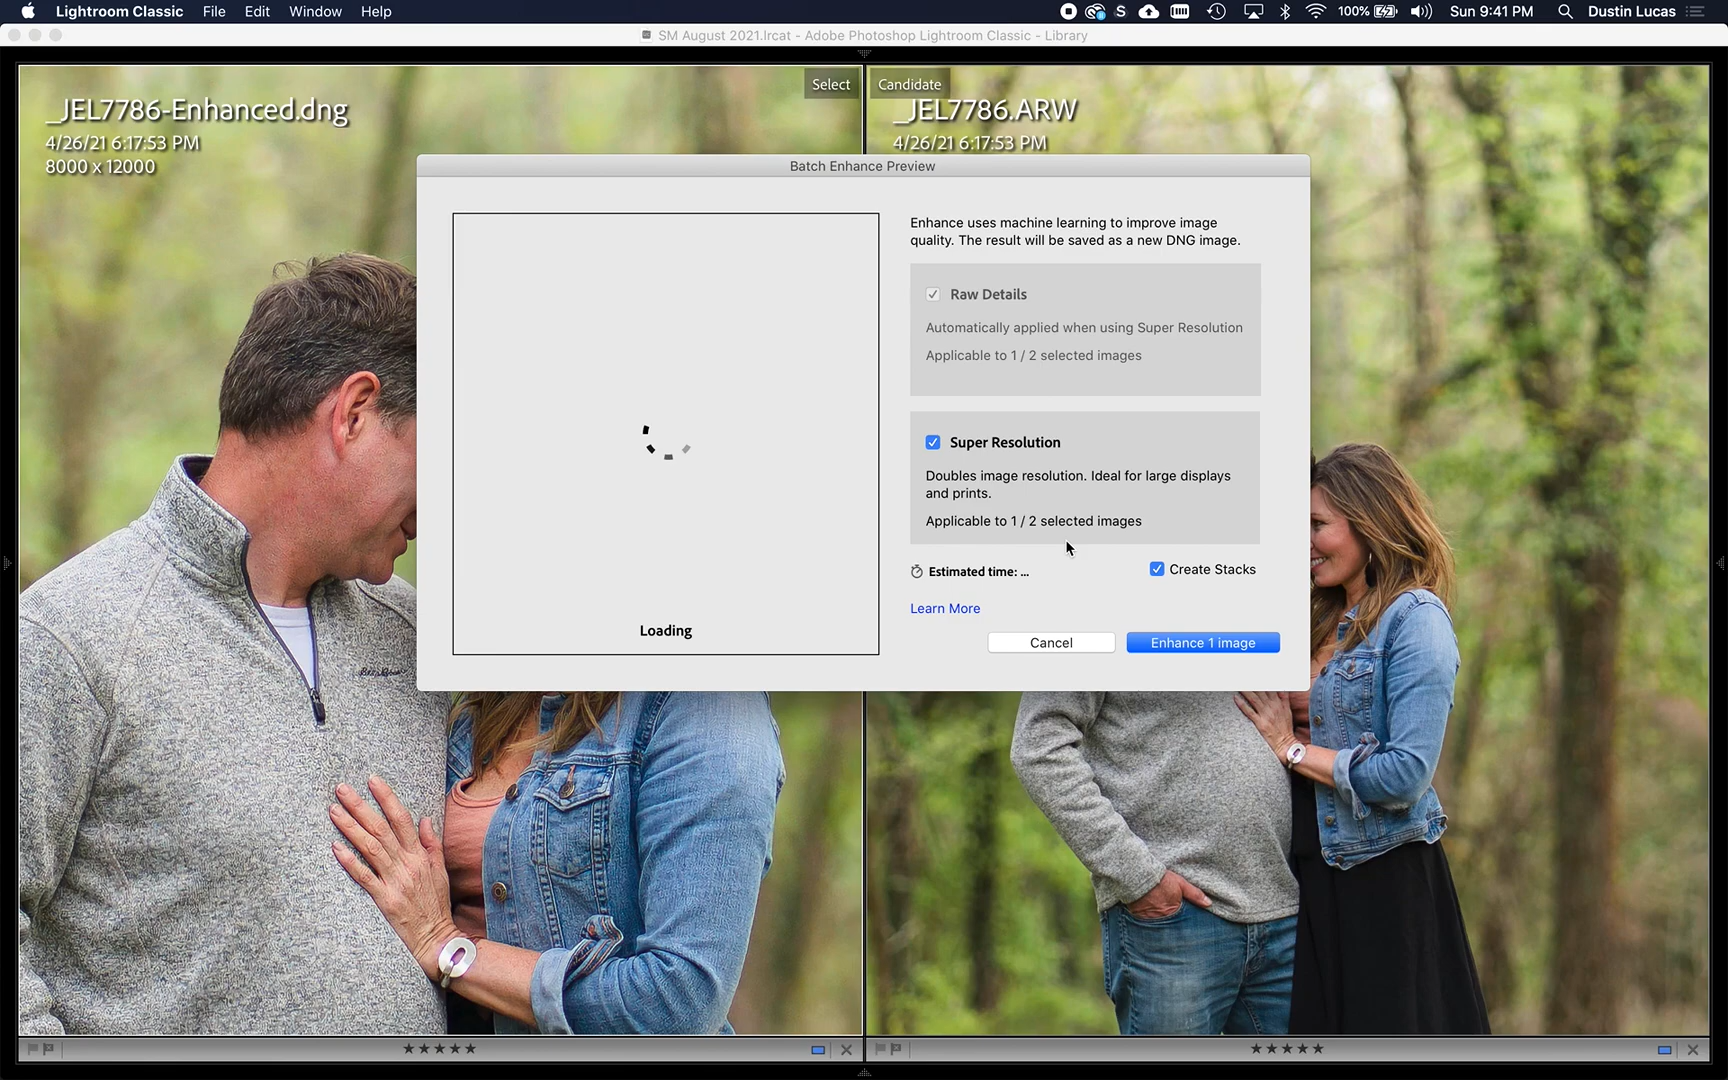 Lightroom Classic File Edit Window Help
S 100% Sun 9:41 PM Dustin Lucas
SM August 2021.lrcat - Adobe Photoshop Lightroom Classic - Library
Select
_JEL7786-Enhanced.dng
4/26/21 6:17:53 PM
8000 x 12000
Candidate
_JEL7786.ARW
4/26/21 6:17:53 PM
Batch Enhance Preview
Loading
Enhance uses machine learning to improve image
quality. The result will be saved as a new DNG image.
Raw Details
Automatically applied when using Super Resolution
Applicable to 1 / 2 selected images
Super Resolution
Doubles image resolution. Ideal for large displays
and prints.
Applicable to 1 / 2 selected images
Estimated time: ...
Create Stacks
Learn More
Cancel
Enhance 1 image